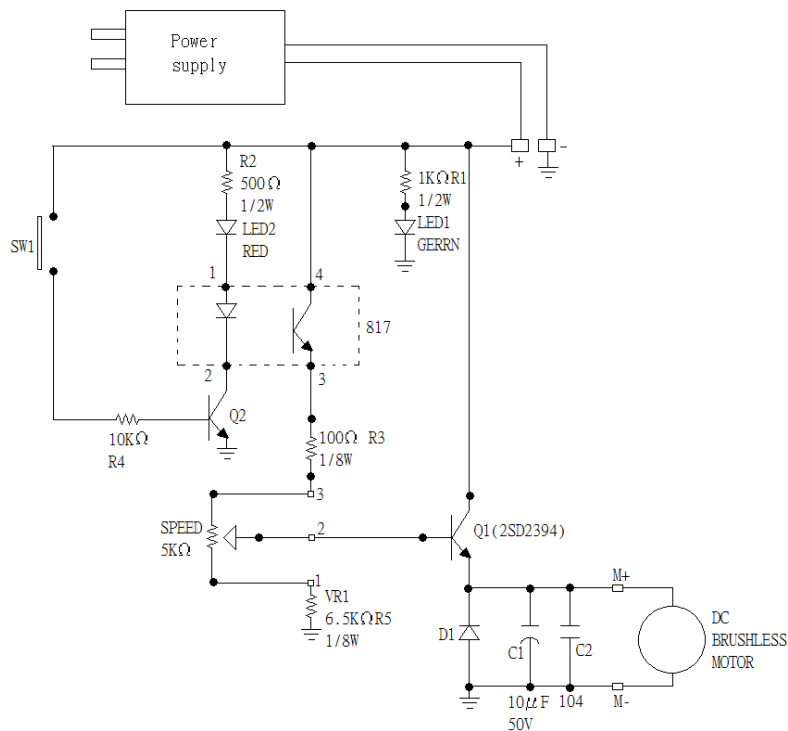 Power
supply
+
-
R2
500Ω
1/2W
LED2
RED
1KΩR1
1/2W
LED1
GERRN
SW1
1
4
817
2
3
Q2
10KΩ
R4
100Ω R3
1/8W
3
SPEED
5KΩ
2
Q1(2SD2394)
1
VR1
6.5KΩR5
1/8W
M+
D1
C1
C2
DC
BRUSHLESS
MOTOR
M-
10μF
50V
104